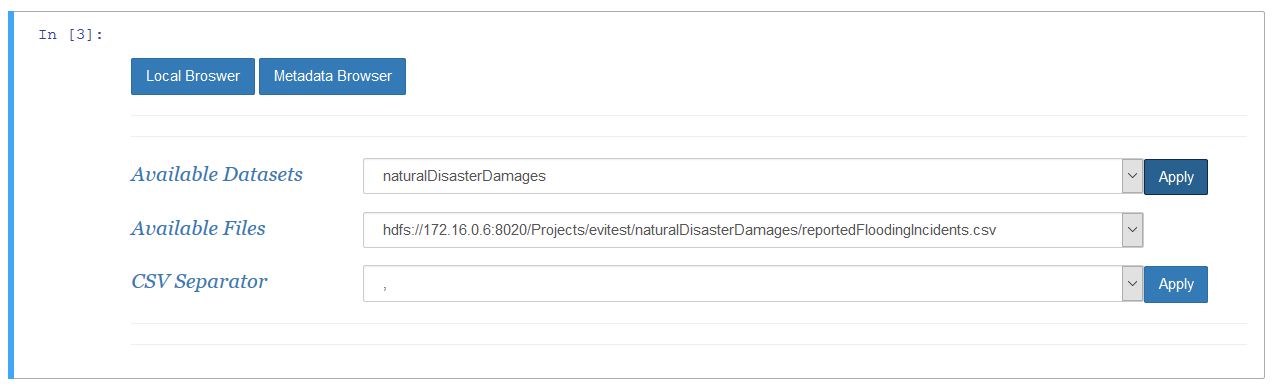 In [3]:
Local Broswer Metadata Browser
Available Datasets naturalDisasterDamages Apply
Available Files hdfs://172.16.0.6:8020/Projects/evitest/naturalDisasterDamages/reportedFloodingIncidents.csv
CSV Separator , Apply